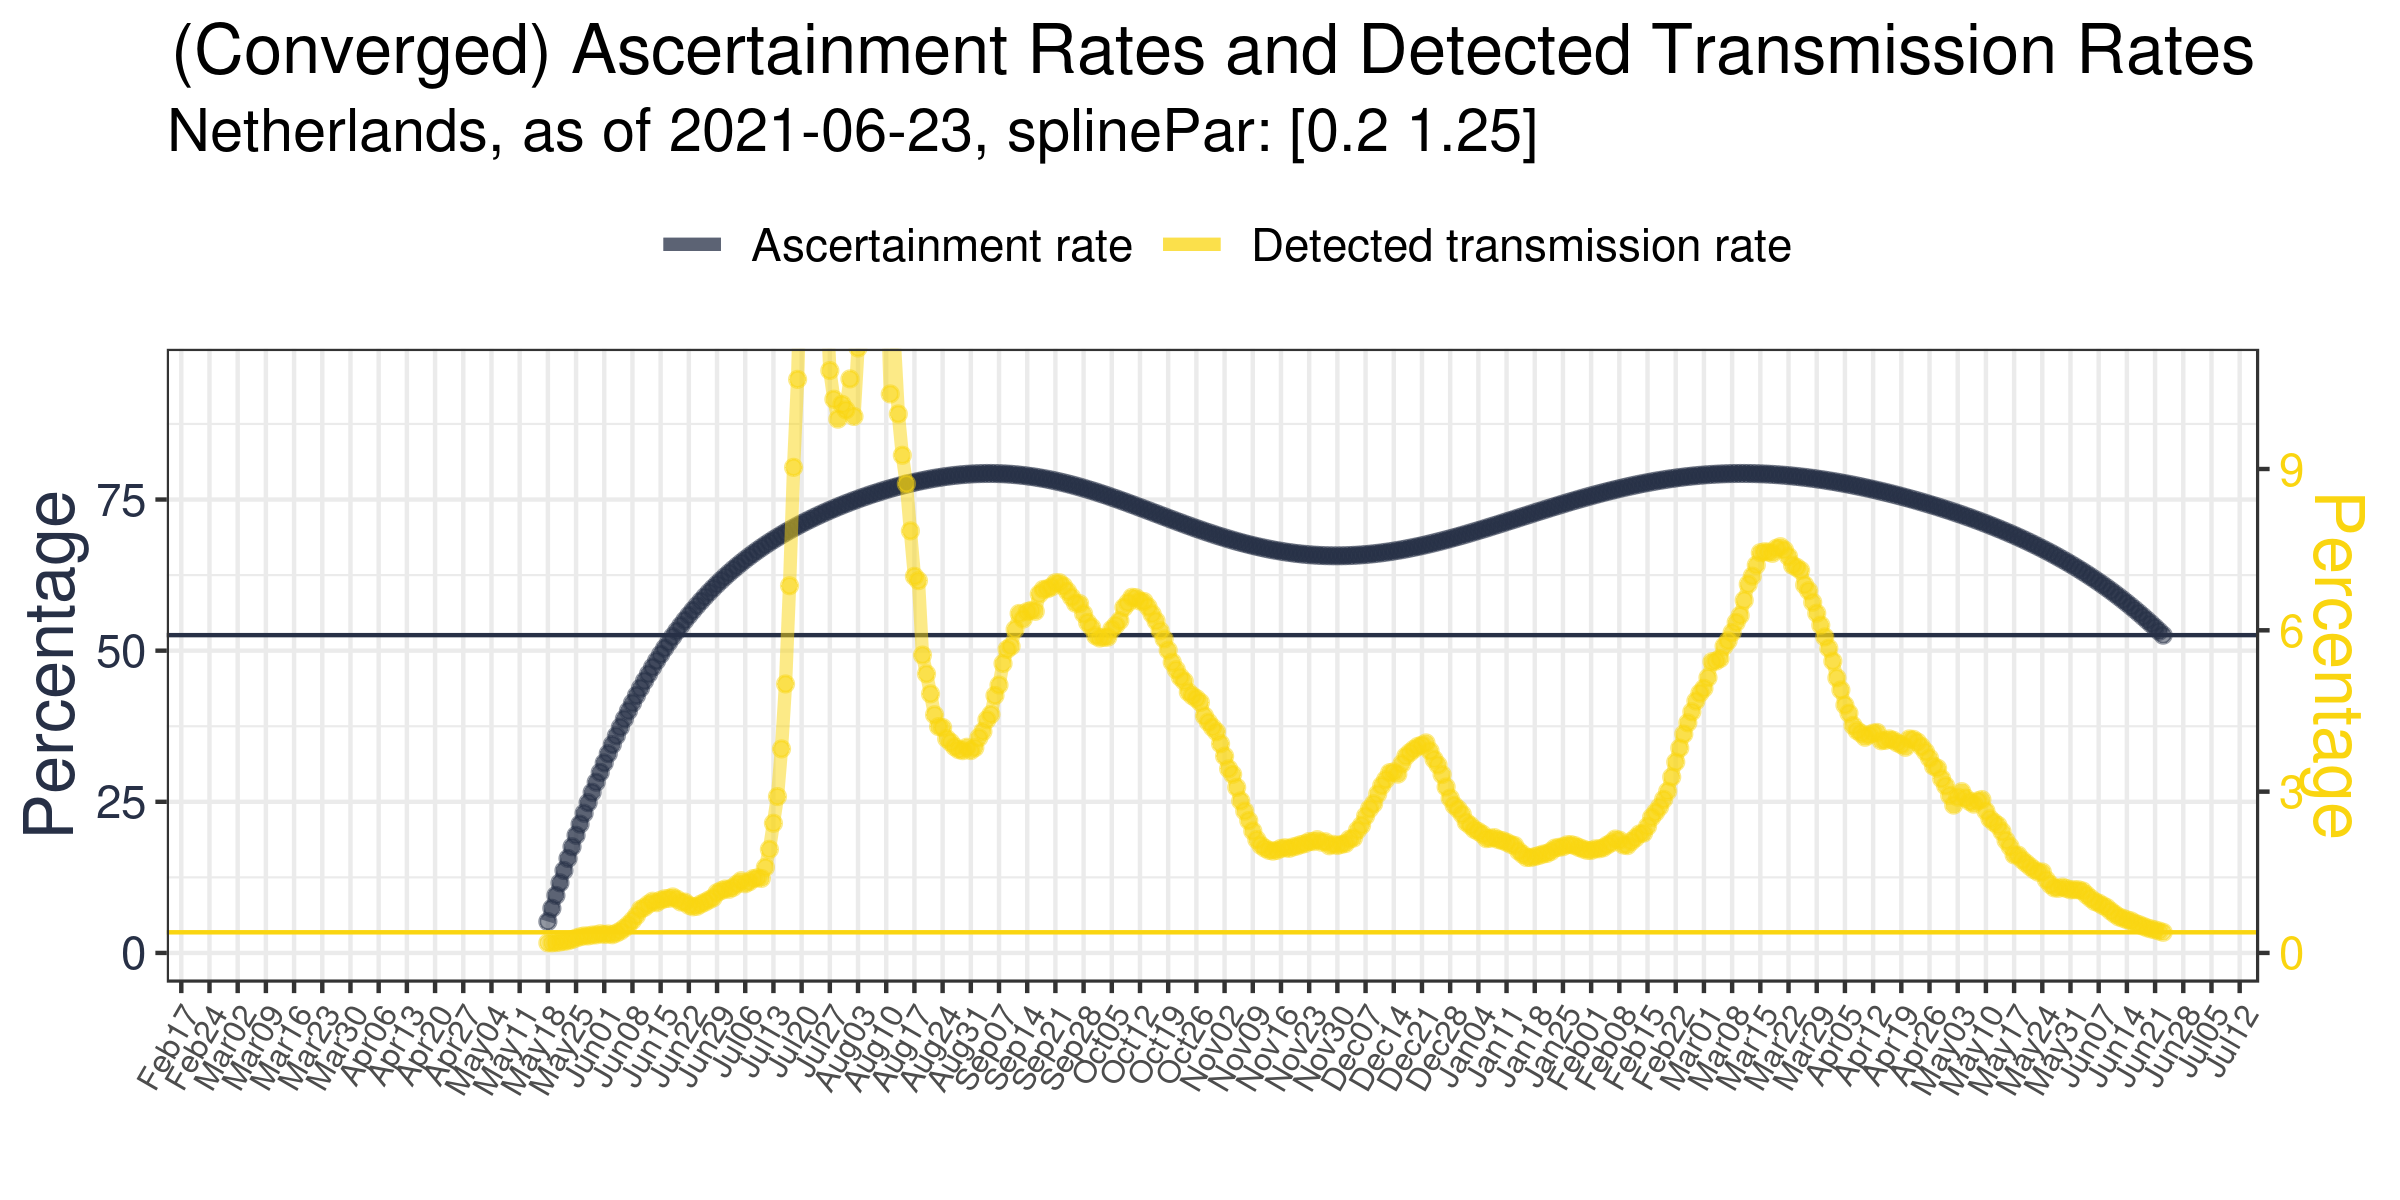 (Converged) Ascertainment Rates and Detected Transmission Rates
Netherlands, as of 2021-06-23, splinePar: [0.2 1.25]
Ascertainment rate
Detected transmission rate
Percentage
75
50
25
0
9
6
3
0
Percentage
Feb17
Feb24
Mar02
Mar09
Mar16
Mar23
Mar30
Apr06
Apr13
Apr20
Apr27
May04
May11
May18
May25
Jun01
Jun08
Jun15
Jun22
Jun29
Jul06
Jul13
Jul20
Jul27
Aug03
Aug10
Aug17
Aug24
Aug31
Sep07
Sep14
Sep21
Sep28
Oct05
Oct12
Oct19
Oct26
Nov02
Nov09
Nov16
Nov23
Nov30
Dec07
Dec14
Dec21
Dec28
Jan04
Jan11
Jan18
Jan25
Feb01
Feb08
Feb15
Feb22
Mar01
Mar08
Mar15
Mar22
Mar29
Apr05
Apr12
Apr19
Apr26
May03
May10
May17
May24
May31
Jun07
Jun14
Jun21
Jun28
Jul05
Jul12